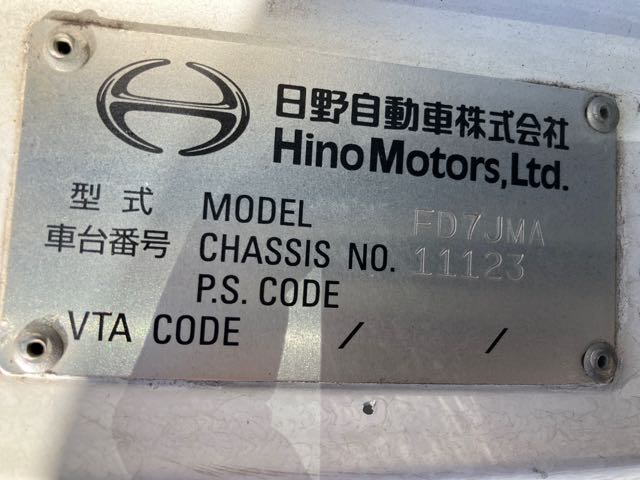 日野自動車株式会社
Hino Motors, Ltd.
型式 MODEL FD7JMA
車台番号 CHASSIS NO. 11123
P.S. CODE
VTA CODE / /